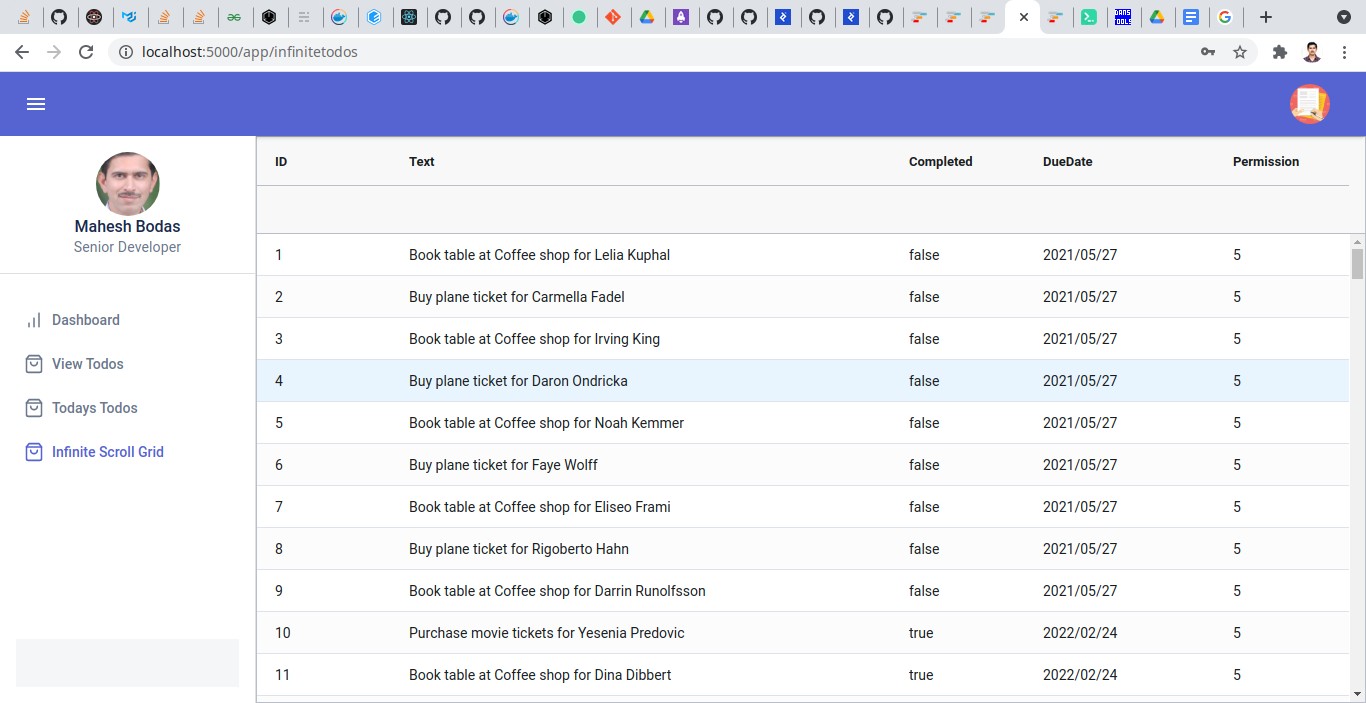 localhost:5000/app/infinitetodos
Mahesh Bodas
Senior Developer
Dashboard
View Todos
Todays Todos
Infinite Scroll Grid
ID Text Completed DueDate Permission
1 Book table at Coffee shop for Lelia Kuphal false 2021/05/27 5
2 Buy plane ticket for Carmella Fadel false 2021/05/27 5
3 Book table at Coffee shop for Irving King false 2021/05/27 5
4 Buy plane ticket for Daron Ondricka false 2021/05/27 5
5 Book table at Coffee shop for Noah Kemmer false 2021/05/27 5
6 Buy plane ticket for Faye Wolff false 2021/05/27 5
7 Book table at Coffee shop for Eliseo Frami false 2021/05/27 5
8 Buy plane ticket for Rigoberto Hahn false 2021/05/27 5
9 Book table at Coffee shop for Darrin Runolfsson false 2021/05/27 5
10 Purchase movie tickets for Yesenia Predovic true 2022/02/24 5
11 Book table at Coffee shop for Dina Dibbert true 2022/02/24 5